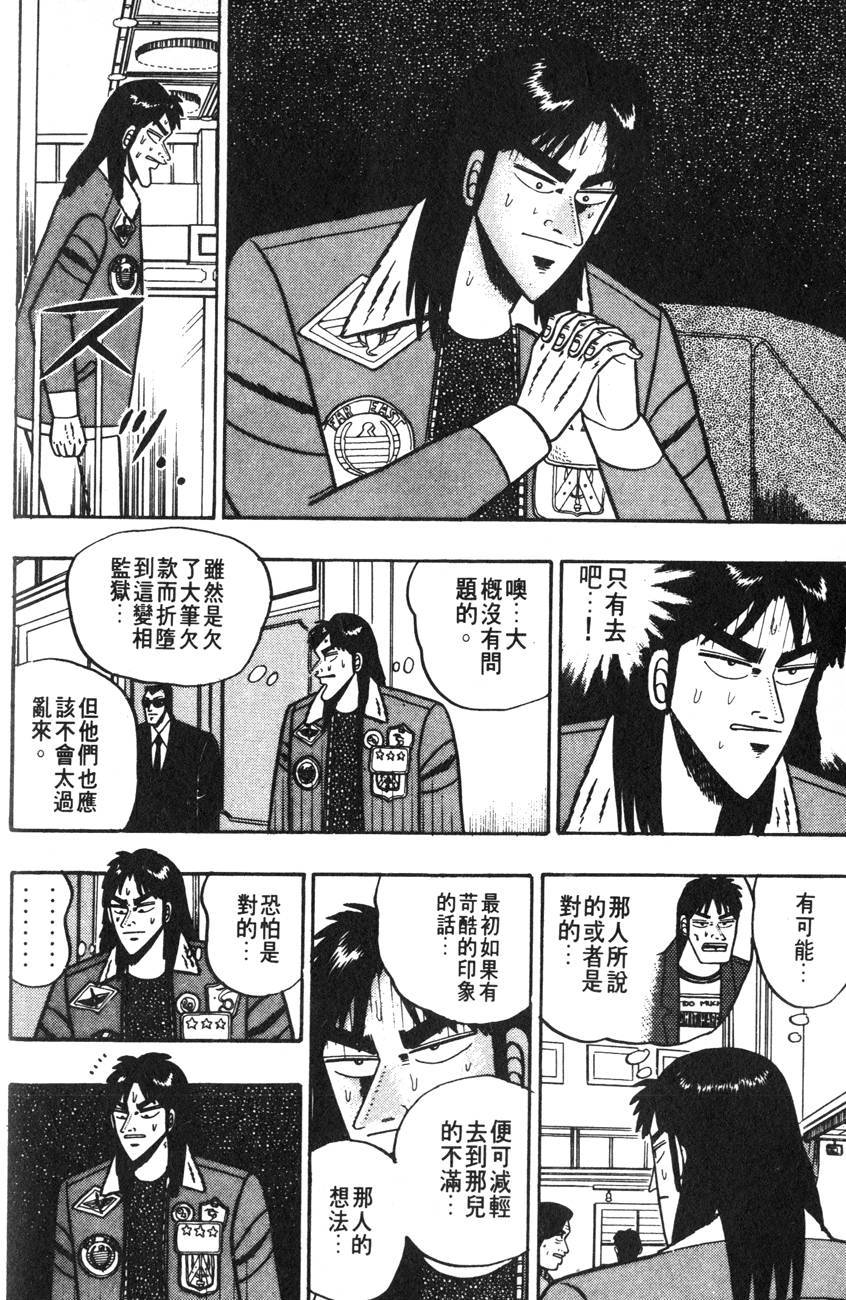 FAR EAST
ス
只有去
吧…！
噢…大
概沒有問
題的。
雖然是欠
了大筆欠
款而折墮
到這變相
監獄…
但他們也應
該不會太過
亂來。
有可能…
那人所說
的或者是
對的…
TOO MUCH
最初如果有
苛酷的印象
的話…
便可減輕
去到那兒
的不滿…
那人的
想法…
恐怕是
對的…
………
………